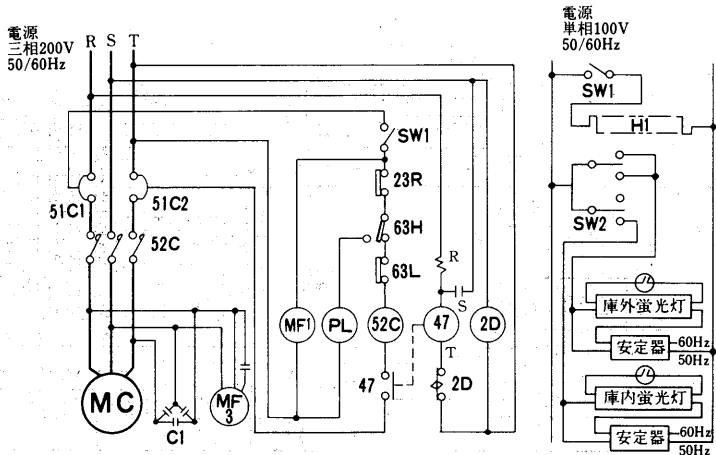 電源
三相200V
50/60Hz
R S T
SW1
23R
51C1
51C2
63H
52C
R
63L
S
MF1
PL
52C
47
2D
T
47
2D
MC
C1
MF
3
電源
単相100V
50/60Hz
SW1
H1
SW2
庫外蛍光灯
安定器
60Hz
50Hz
庫内蛍光灯
安定器
60Hz
50Hz